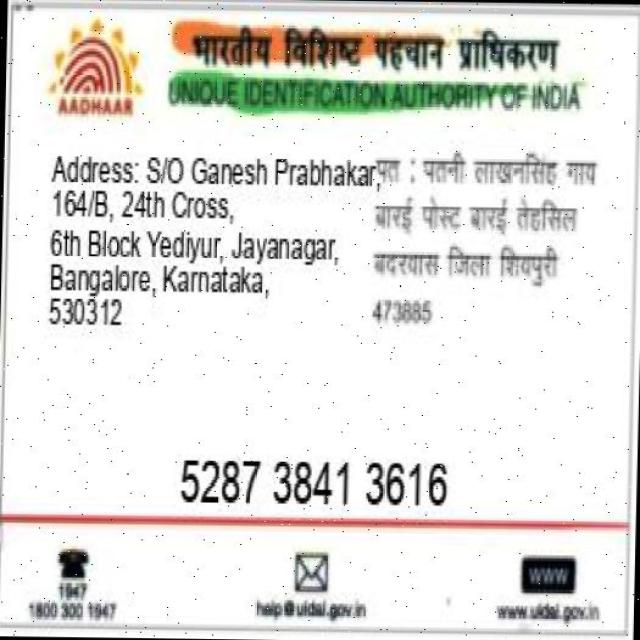 भारतीय विशिष्ट पहचान प्राधिकरण
AADHAAR
UNIQUE IDENTIFICATION AUTHORITY OF INDIA
Address: S/O Ganesh Prabhakar,
164/B, 24th Cross,
6th Block Yediyur, Jayanagar,
Bangalore, Karnataka,
530312
पता : पतनी लाखनसिंह गाय
बारई पोस्ट बारई तेहसिल
बदरवास जिला शिवपुरी
473885
5287 3841 3616
1947
1800 300 1947
help@uidai.gov.in
www
www.uidai.gov.in